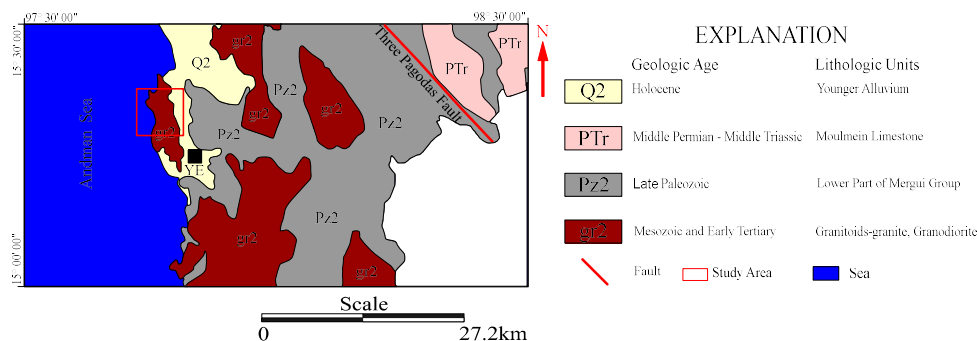 97° 30' 00"
98° 30' 00"
15° 30' 00"
15° 00' 00"
N
Q2
gr2
Pz2
gr2
gr2
Pz2
Three Pagodas Fault
PTr
PTr
Pz2
gr2
YE
Andman Sea
Pz2
gr2
gr2
Scale
0
27.2km
EXPLANATION
Geologic Age
Lithologic Units
Q2
Holocene
Younger Alluvium
PTr
Middle Permian - Middle Triassic
Moulmein Limestone
Pz2
Late Paleozoic
Lower Part of Mergui Group
gr2
Mesozoic and Early Tertiary
Granitoids-granite, Granodiorite
Fault
Study Area
Sea